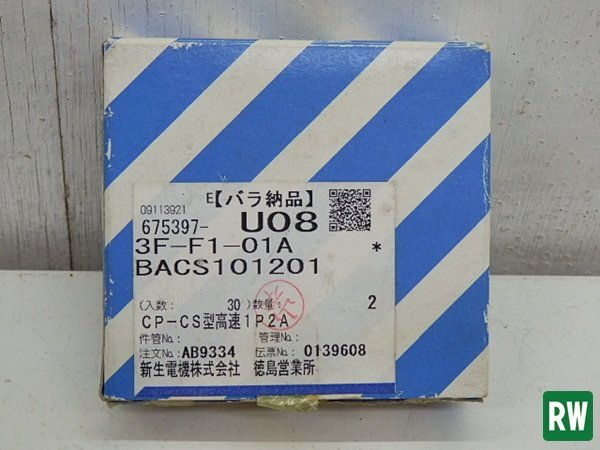 E【バラ納品】
09113921
675397- U08
3F-F1-01A *
BACS101201
(入数: 30)数量: 2
CP-CS型高速1P2A
件管No.: 管理No.:
注文No.: AB9334 伝票No.: 0139608
新生電機株式会社 徳島営業所
RW